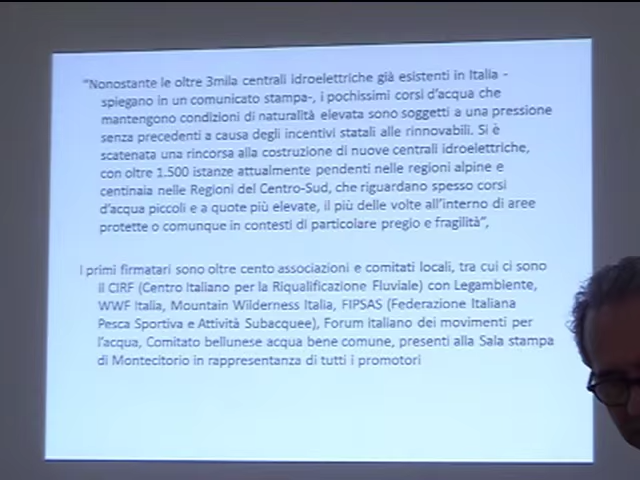 “Nonostante le oltre 3mila centrali idroelettriche già esistenti in Italia -
spiegano in un comunicato stampa-, i pochissimi corsi d'acqua che
mantengono condizioni di naturalità elevata sono soggetti a una pressione
senza precedenti a causa degli incentivi statali alle rinnovabili. Si è
scatenata una rincorsa alla costruzione di nuove centrali idroelettriche,
con oltre 1.500 istanze attualmente pendenti nelle regioni alpine e
centinaia nelle Regioni del Centro-Sud, che riguardano spesso corsi
d'acqua piccoli e a quote più elevate, il più delle volte all'interno di aree
protette o comunque in contesti di particolare pregio e fragilità”,
I primi firmatari sono oltre cento associazioni e comitati locali, tra cui ci sono
il CIRF (Centro Italiano per la Riqualificazione Fluviale) con Legambiente,
WWF Italia, Mountain Wilderness Italia, FIPSAS (Federazione Italiana
Pesca Sportiva e Attività Subacquee), Forum italiano dei movimenti per
l'acqua, Comitato bellunese acqua bene comune, presenti alla Sala stampa
di Montecitorio in rappresentanza di tutti i promotori